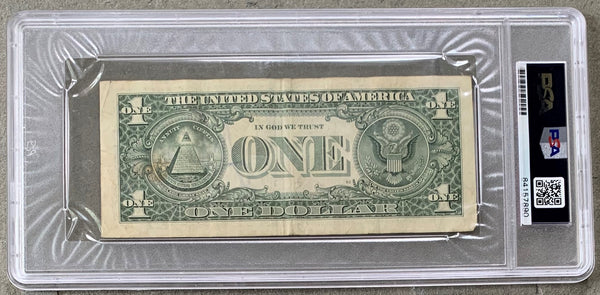 THE UNITED STATES OF AMERICA
1
ONE
1
ONE
IN GOD WE TRUST
ONE
1
ONE
1
ONE
ONE DOLLAR
PSA
PSA
84157890